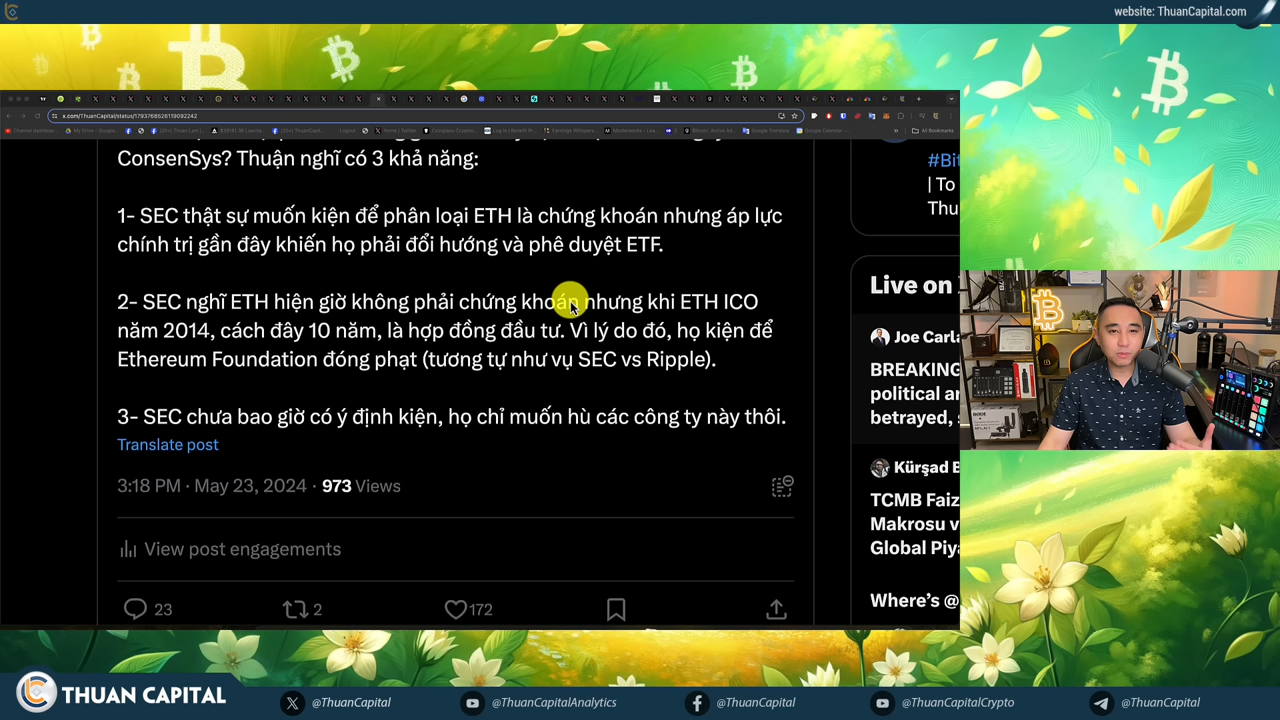 website: ThuanCapital.com
x.com/ThuanCapital/status/1793768526119092242
All Bookmarks
ConsenSys? Thuận nghĩ có 3 khả năng:
1- SEC thật sự muốn kiện để phân loại ETH là chứng khoán nhưng áp lực
chính trị gần đây khiến họ phải đổi hướng và phê duyệt ETF.
2- SEC nghĩ ETH hiện giờ không phải chứng khoán nhưng khi ETH ICO
năm 2014, cách đây 10 năm, là hợp đồng đầu tư. Vì lý do đó, họ kiện để
Ethereum Foundation đóng phạt (tương tự như vụ SEC vs Ripple).
3- SEC chưa bao giờ có ý định kiện, họ chỉ muốn hù các công ty này thôi.
Translate post
3:18 PM · May 23, 2024 · 973 Views
View post engagements
23
2
172
#Bit
| To
Thu
Live on
Joe Carla
BREAKING
political a
betrayed,
Kürşad B
TCMB Faiz
Makrosu v
Global Piy
Where's @
THUAN CAPITAL
@ThuanCapital
@ThuanCapitalAnalytics
@ThuanCapital
@ThuanCapitalCrypto
@ThuanCapital